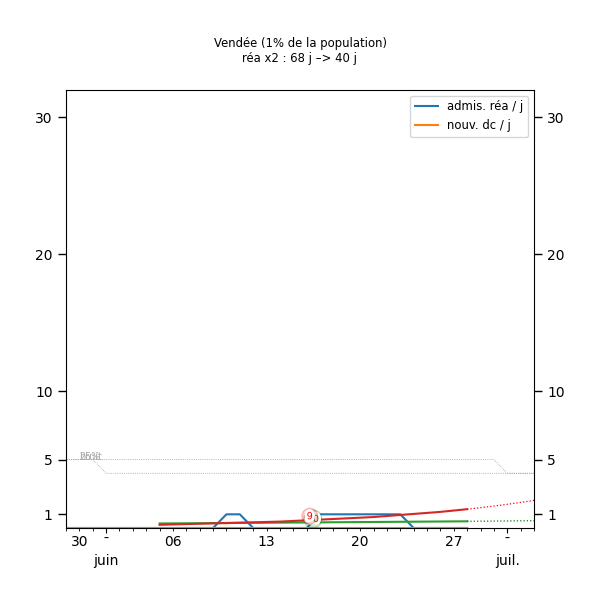 Vendée (1% de la population)
réa x2 : 68 j –> 40 j
admis. réa / j
nouv. dc / j
30 30
20 20
10 10
5 5
1 1
9
30 - 06 13 20 27 -
juin juil.